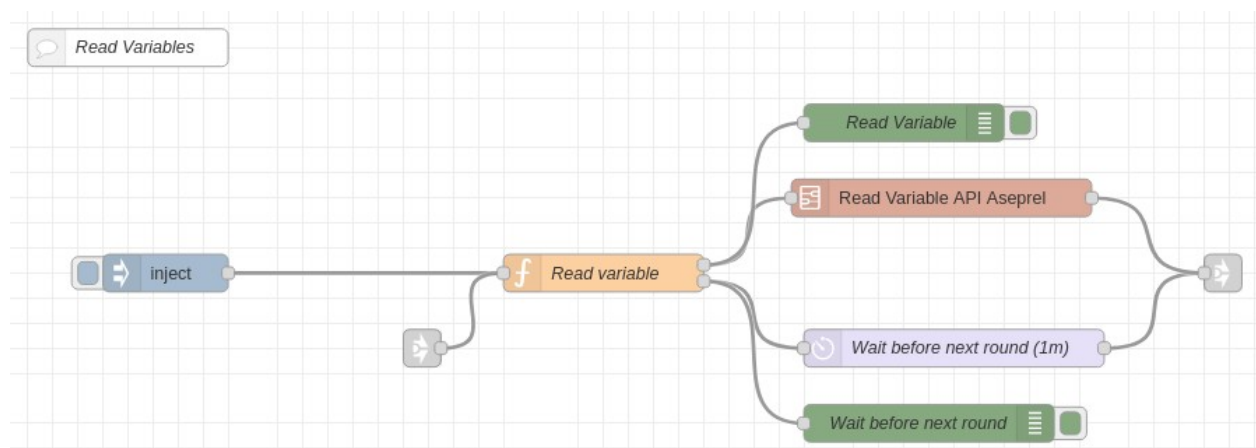 Read Variables
Read Variable
Read Variable API Aseprel
inject
Read variable
Wait before next round (1m)
Wait before next round